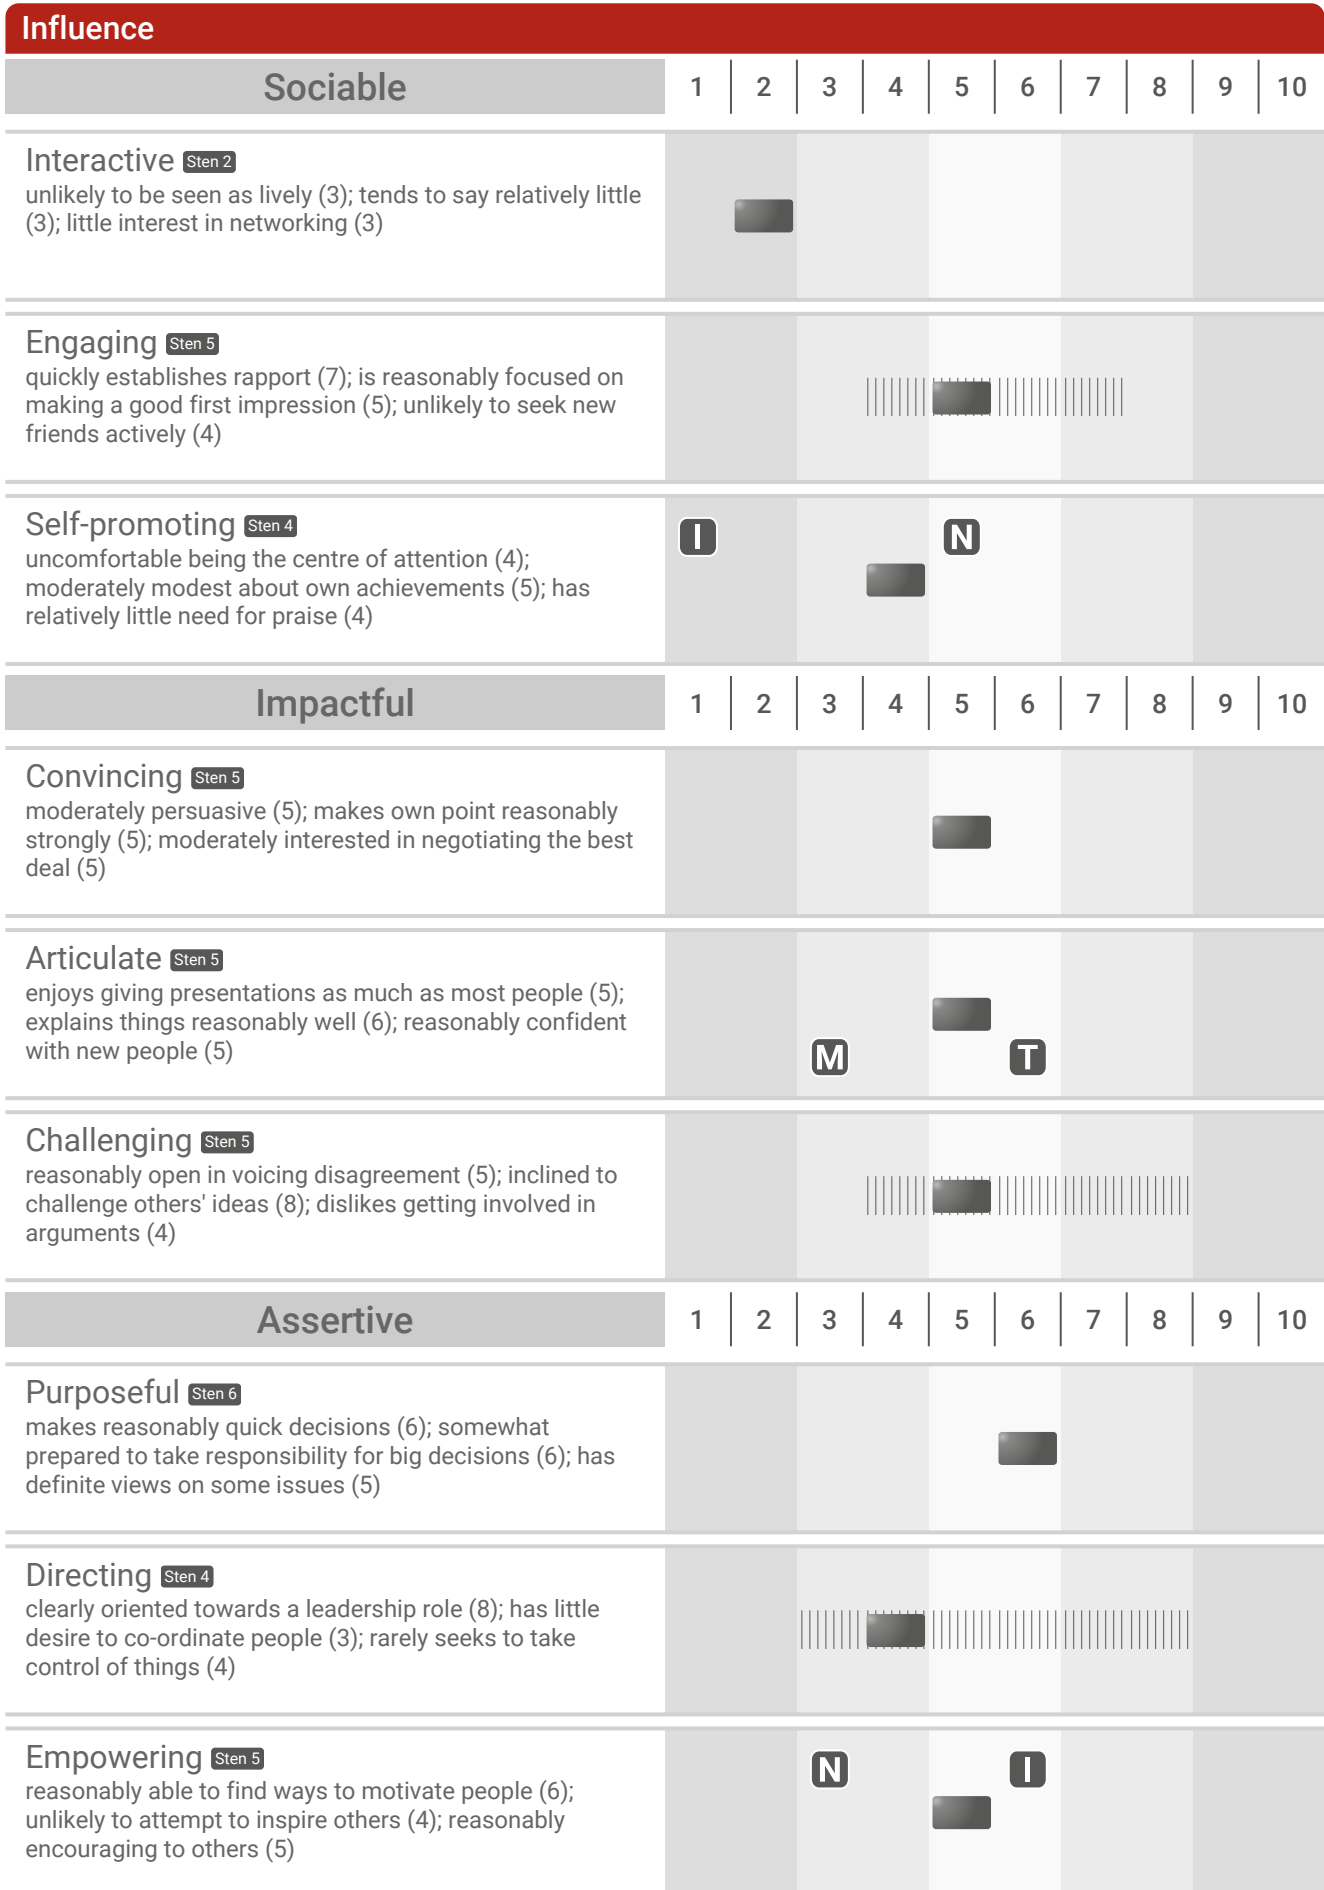 Influence
Sociable 1 2 3 4 5 6 7 8 9 10
Interactive Sten 2
unlikely to be seen as lively (3); tends to say relatively little
(3); little interest in networking (3)
Engaging Sten 5
quickly establishes rapport (7); is reasonably focused on
making a good first impression (5); unlikely to seek new
friends actively (4)
Self-promoting Sten 4
I N
uncomfortable being the centre of attention (4);
moderately modest about own achievements (5); has
relatively little need for praise (4)
Impactful 1 2 3 4 5 6 7 8 9 10
Convincing Sten 5
moderately persuasive (5); makes own point reasonably
strongly (5); moderately interested in negotiating the best
deal (5)
Articulate Sten 5
enjoys giving presentations as much as most people (5);
explains things reasonably well (6); reasonably confident
with new people (5)
M T
Challenging Sten 5
reasonably open in voicing disagreement (5); inclined to
challenge others' ideas (8); dislikes getting involved in
arguments (4)
Assertive 1 2 3 4 5 6 7 8 9 10
Purposeful Sten 6
makes reasonably quick decisions (6); somewhat
prepared to take responsibility for big decisions (6); has
definite views on some issues (5)
Directing Sten 4
clearly oriented towards a leadership role (8); has little
desire to co-ordinate people (3); rarely seeks to take
control of things (4)
Empowering Sten 5
N I
reasonably able to find ways to motivate people (6);
unlikely to attempt to inspire others (4); reasonably
encouraging to others (5)